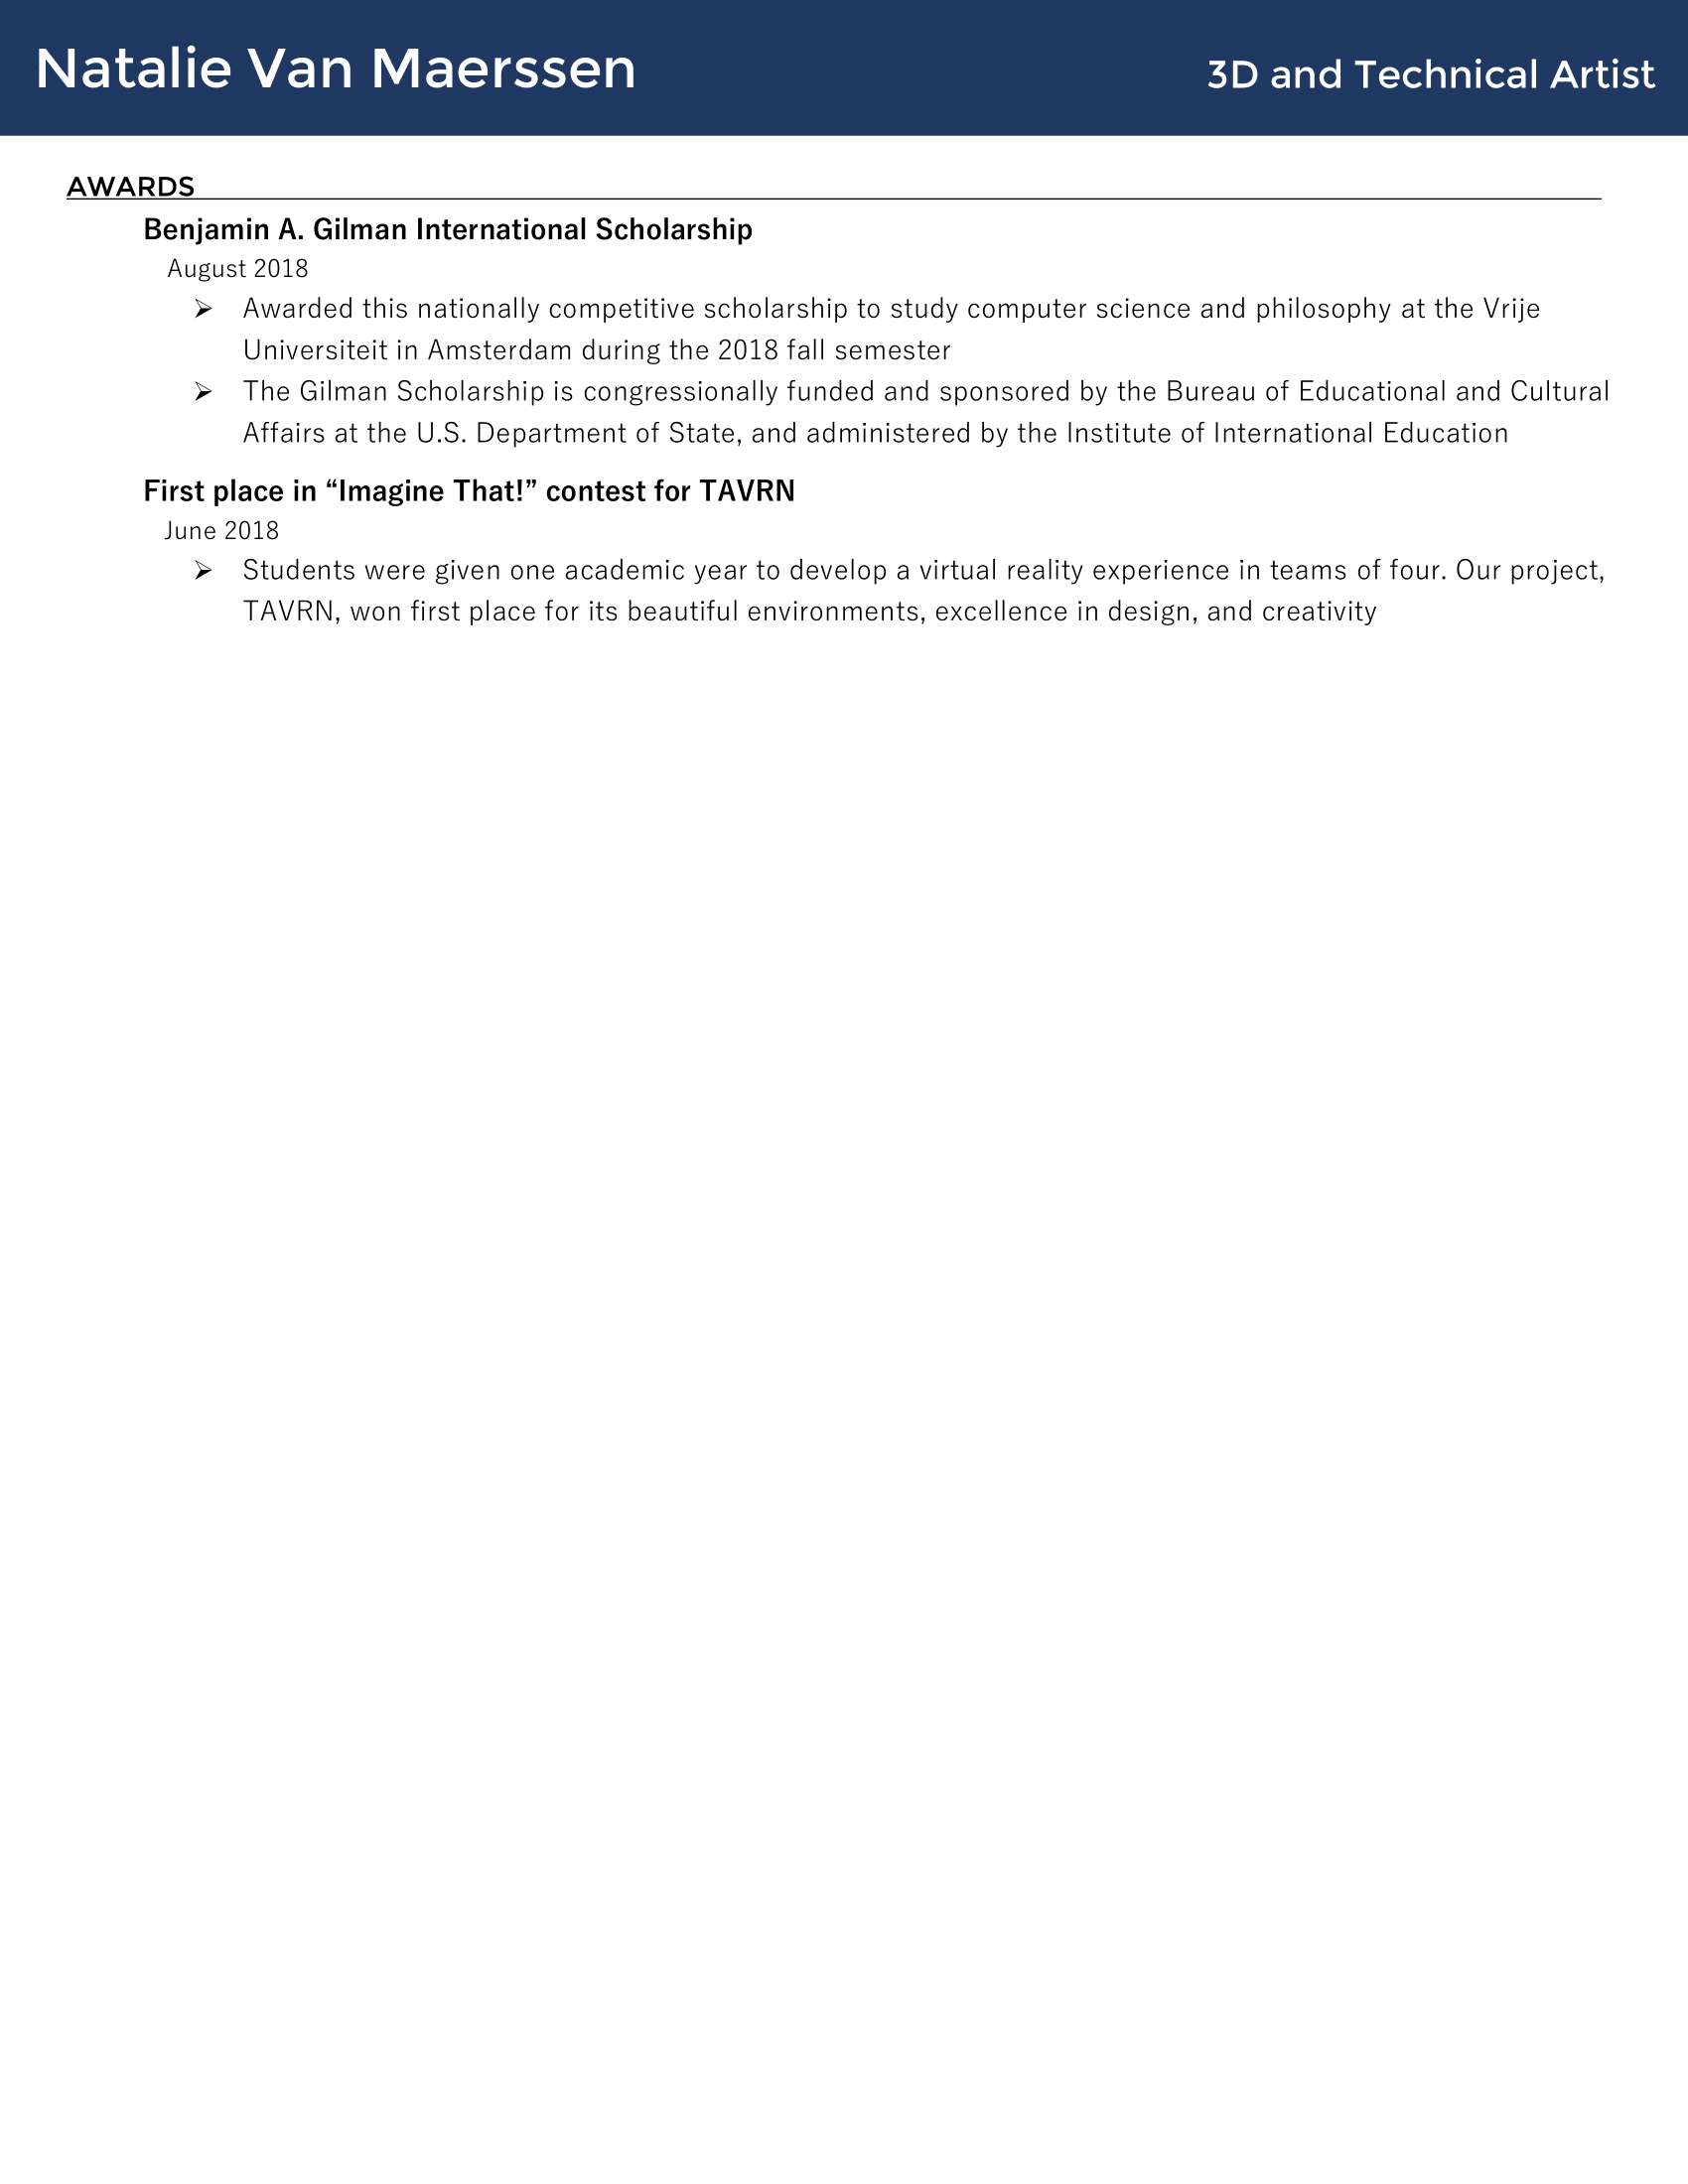 Natalie Van Maerssen 3D and Technical Artist
AWARDS
Benjamin A. Gilman International Scholarship
August 2018
➢ Awarded this nationally competitive scholarship to study computer science and philosophy at the Vrije
Universiteit in Amsterdam during the 2018 fall semester
➢ The Gilman Scholarship is congressionally funded and sponsored by the Bureau of Educational and Cultural
Affairs at the U.S. Department of State, and administered by the Institute of International Education
First place in “Imagine That!” contest for TAVRN
June 2018
➢ Students were given one academic year to develop a virtual reality experience in teams of four. Our project,
TAVRN, won first place for its beautiful environments, excellence in design, and creativity